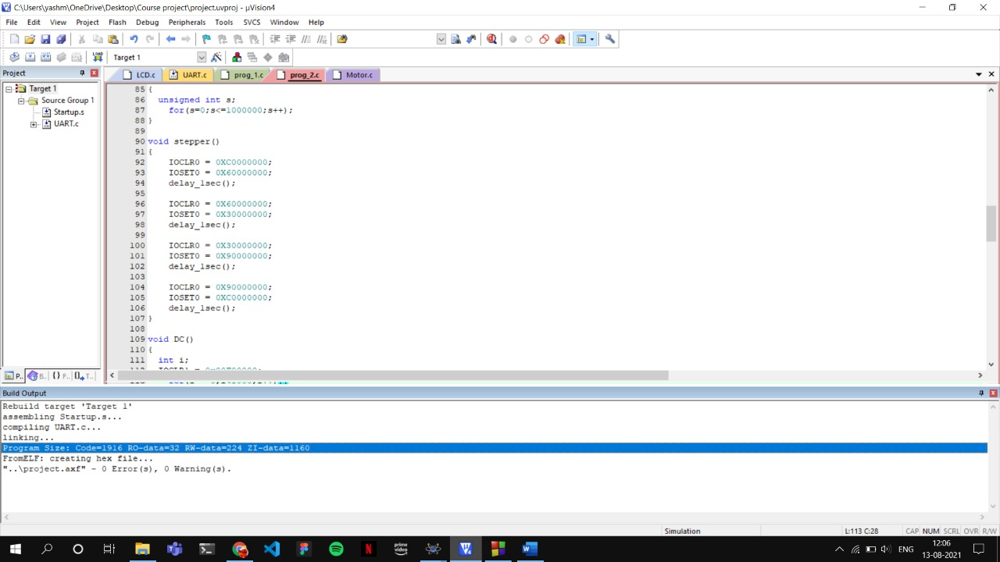 C:\Users\yashm\OneDrive\Desktop\Course project\project.uvproj - µVision4
File Edit View Project Flash Debug Peripherals Tools SVCS Window Help
LOAD Target 1
Project
LCD.c UART.c prog_1.c prog_2.c Motor.c
Target 1
Source Group 1
Startup.s
UART.c
85 {
86 unsigned int s;
87 for(s=0;s<=1000000;s++);
88 }
89
90 void stepper()
91 {
92 IOCLR0 = 0XC0000000;
93 IOSET0 = 0X60000000;
94 delay_1sec();
95
96 IOCLR0 = 0X60000000;
97 IOSET0 = 0X30000000;
98 delay_1sec();
99
100 IOCLR0 = 0X30000000;
101 IOSET0 = 0X90000000;
102 delay_1sec();
103
104 IOCLR0 = 0X90000000;
105 IOSET0 = 0XC0000000;
106 delay_1sec();
107 }
108
109 void DC()
110 {
111 int i;
P... B... {} F... 0 T...
Build Output
Rebuild target 'Target 1'
assembling Startup.s...
compiling UART.c...
linking...
Program Size: Code=1916 RO-data=32 RW-data=224 ZI-data=1160
FromELF: creating hex file...
"..\project.axf" - 0 Error(s), 0 Warning(s).
Simulation L:113 C:28 CAP NUM SCRL OVR R/W
prime video
ENG
12:06
13-08-2021